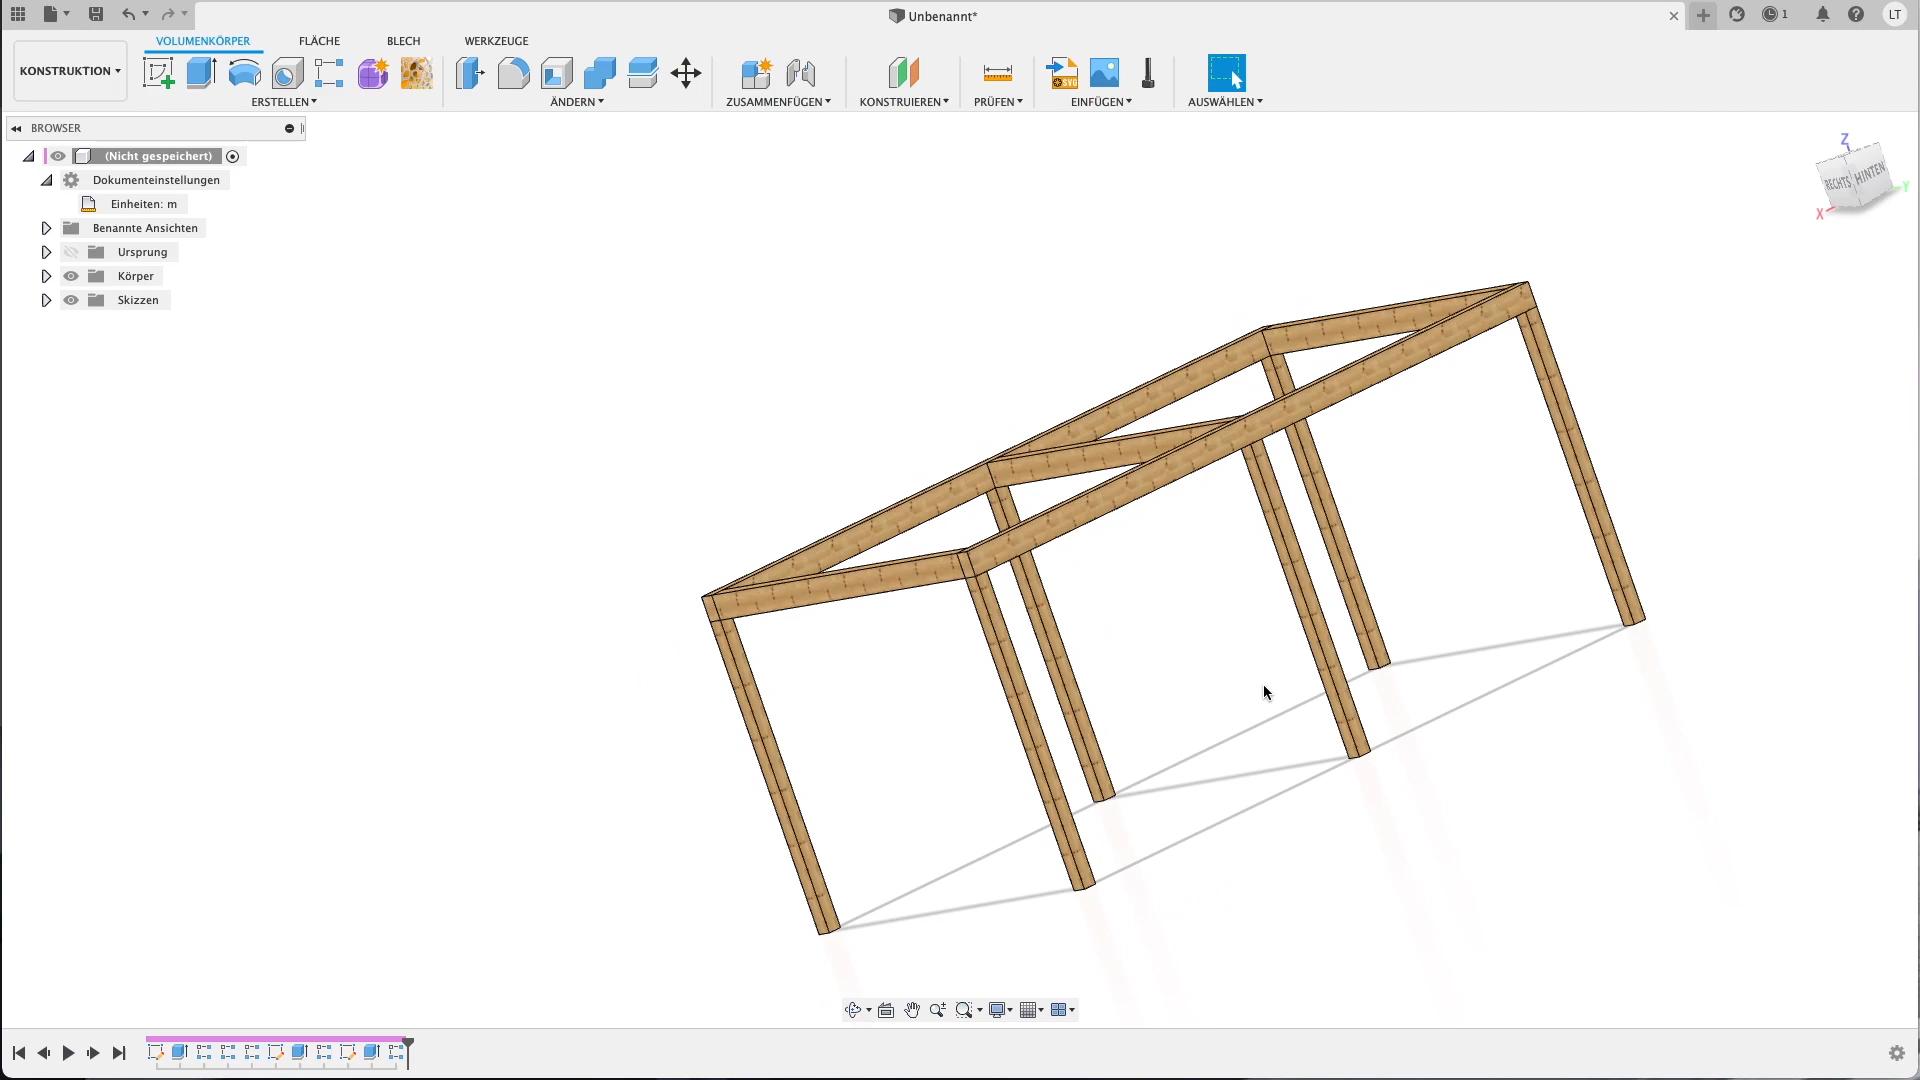 Unbenannt*
1
LT
KONSTRUKTION
VOLUMENKÖRPER
FLÄCHE
BLECH
WERKZEUGE
ERSTELLEN
ÄNDERN
ZUSAMMENFÜGEN
KONSTRUIEREN
PRÜFEN
EINFÜGEN
AUSWÄHLEN
SVG
BROWSER
(Nicht gespeichert)
Dokumenteinstellungen
Einheiten: m
Benannte Ansichten
Ursprung
Körper
Skizzen
Z
RECHTS
HINTEN
Y
X